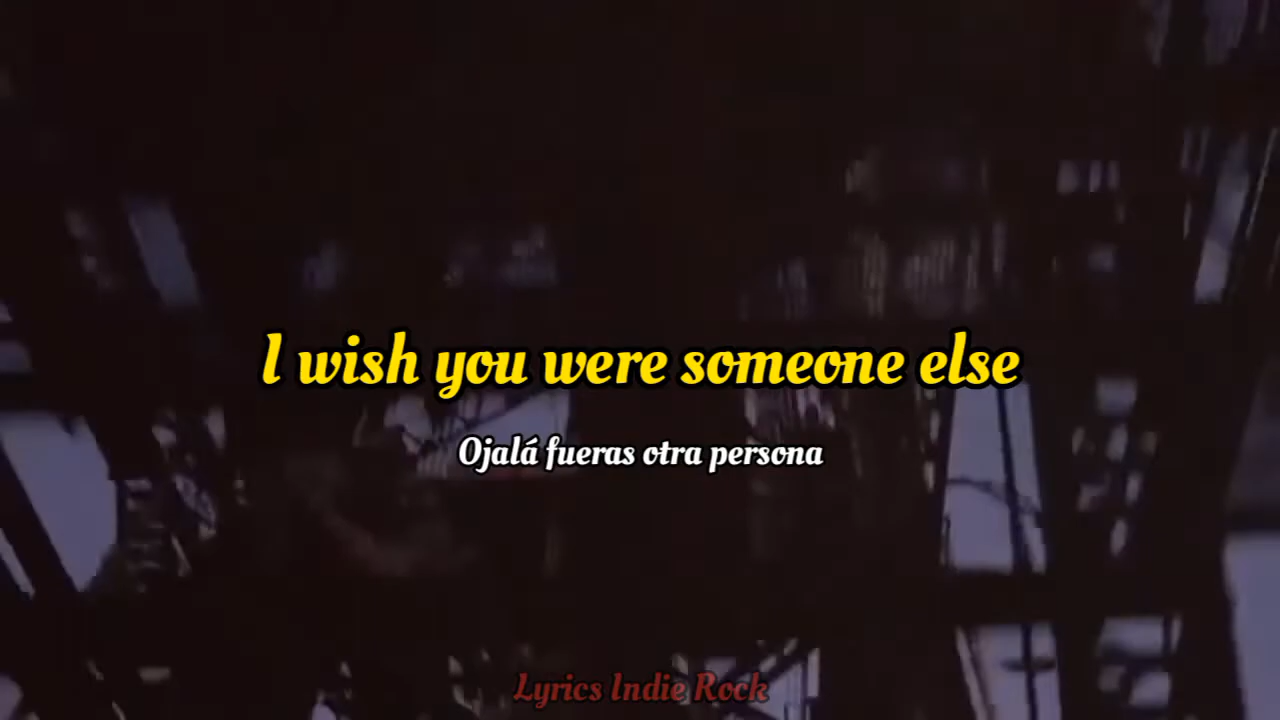 I wish you were someone else
Ojalá fueras otra persona
Lyrics Indie Rock